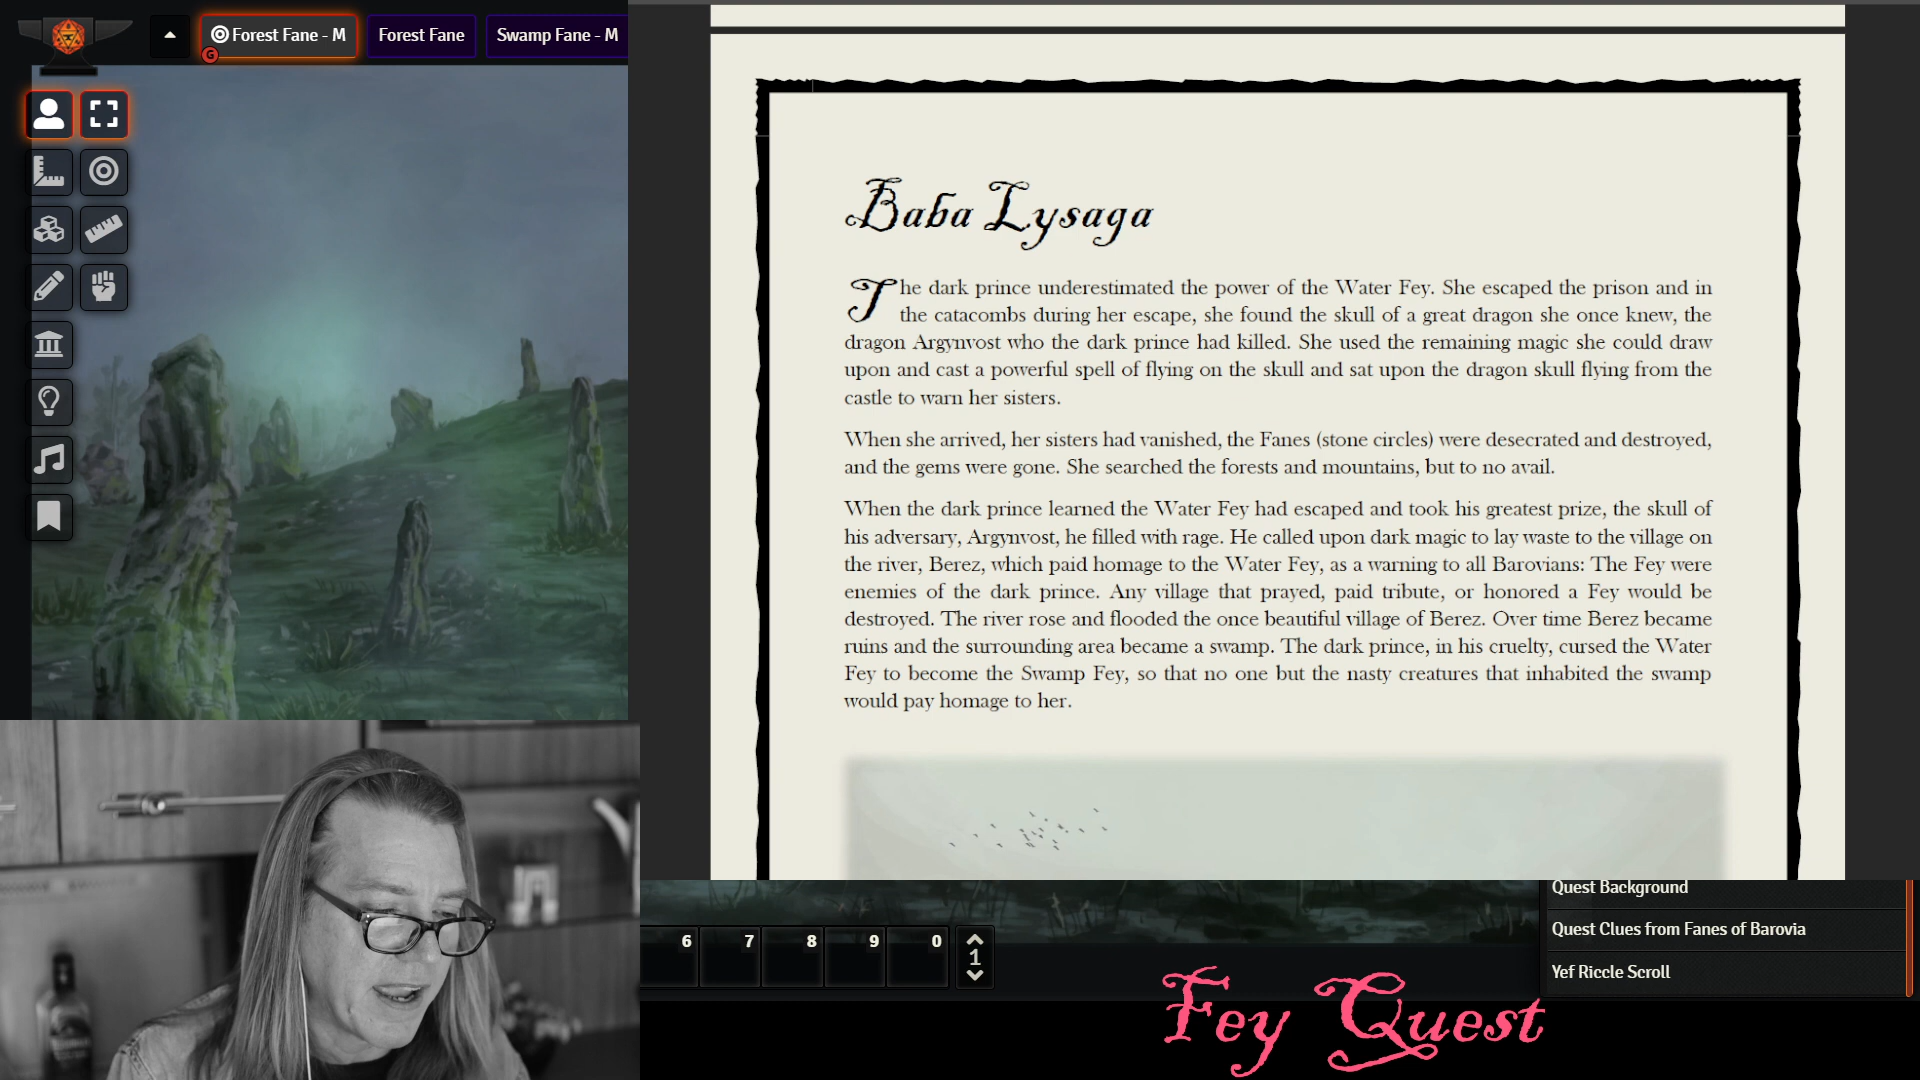 Forest Fane - M
Forest Fane
Swamp Fane - M
G
Baba Lysaga
The dark prince underestimated the power of the Water Fey. She escaped the prison and in
the catacombs during her escape, she found the skull of a great dragon she once knew, the
dragon Argynvost who the dark prince had killed. She used the remaining magic she could draw
upon and cast a powerful spell of flying on the skull and sat upon the dragon skull flying from the
castle to warn her sisters.
When she arrived, her sisters had vanished, the Fanes (stone circles) were desecrated and destroyed,
and the gems were gone. She searched the forests and mountains, but to no avail.
When the dark prince learned the Water Fey had escaped and took his greatest prize, the skull of
his adversary, Argynvost, he filled with rage. He called upon dark magic to lay waste to the village on
the river, Berez, which paid homage to the Water Fey, as a warning to all Barovians: The Fey were
enemies of the dark prince. Any village that prayed, paid tribute, or honored a Fey would be
destroyed. The river rose and flooded the once beautiful village of Berez. Over time Berez became
ruins and the surrounding area became a swamp. The dark prince, in his cruelty, cursed the Water
Fey to become the Swamp Fey, so that no one but the nasty creatures that inhabited the swamp
would pay homage to her.
Quest Background
Quest Clues from Fanes of Barovia
Yef Riccle Scroll
6 7 8 9 0 1
Fey Quest